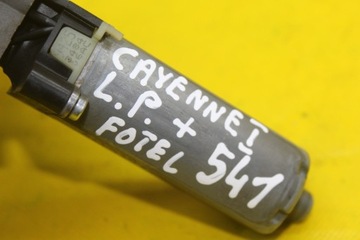 CAYENNE I
L.P. + 541
FOTEL